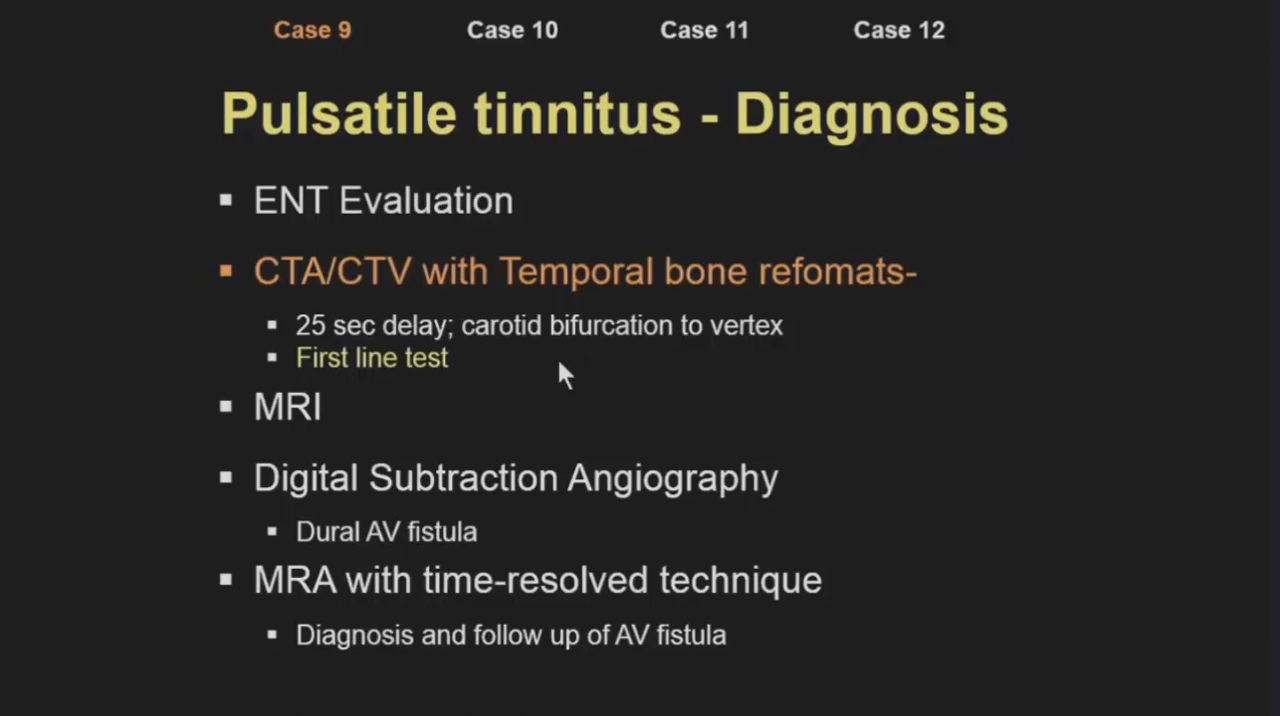 Case 9 Case 10 Case 11 Case 12
Pulsatile tinnitus - Diagnosis
ENT Evaluation
CTA/CTV with Temporal bone refomats-
25 sec delay; carotid bifurcation to vertex
First line test
MRI
Digital Subtraction Angiography
Dural AV fistula
MRA with time-resolved technique
Diagnosis and follow up of AV fistula